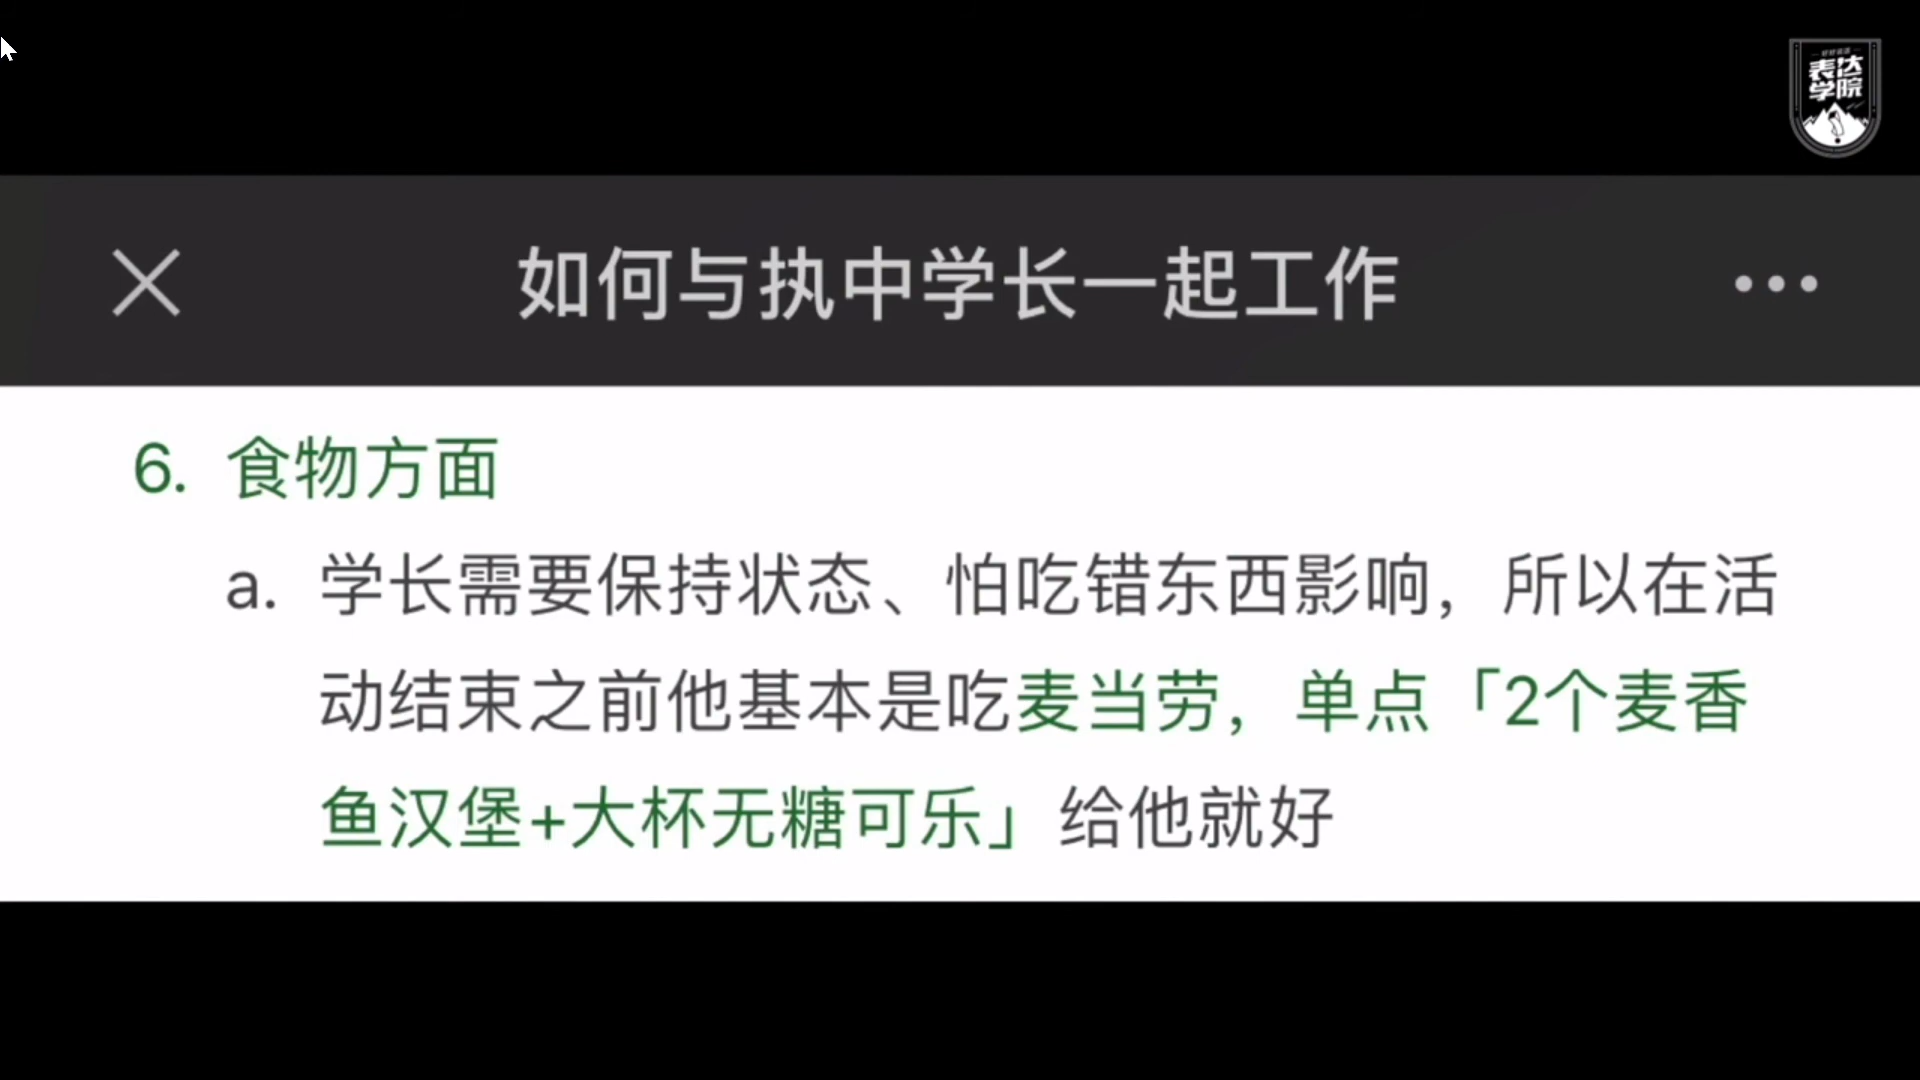 表达
学院
如何与执中学长一起工作
6. 食物方面
a. 学长需要保持状态、怕吃错东西影响，所以在活
动结束之前他基本是吃麦当劳，单点「2个麦香
鱼汉堡+大杯无糖可乐」给他就好